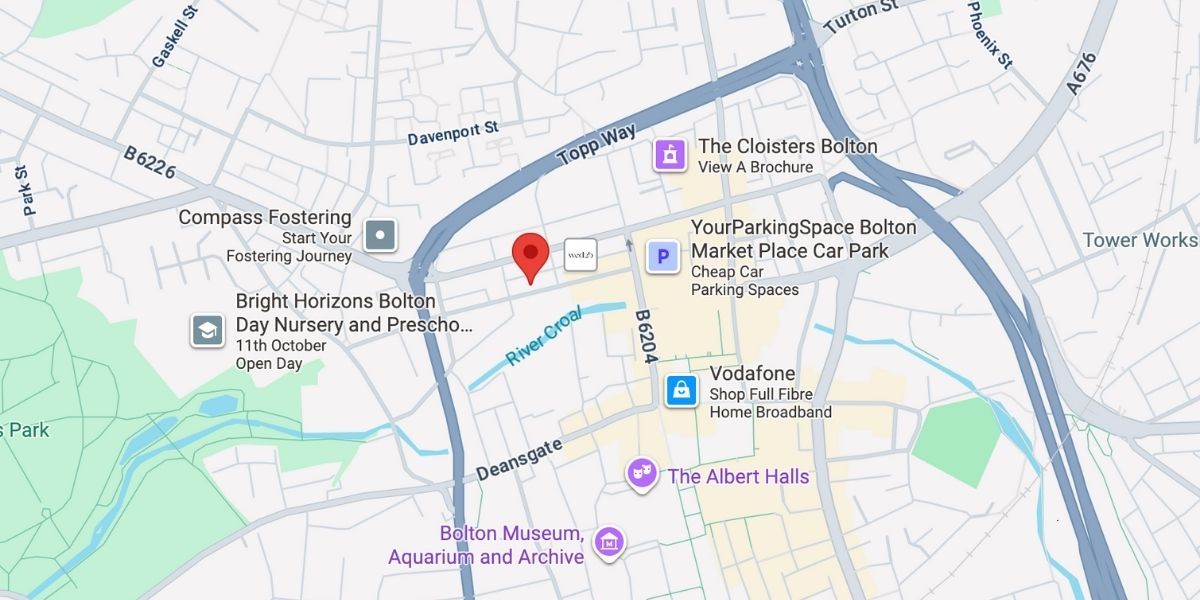 Gaskell St
Turton St
Phoenix St
A676
Davenport St
Topp Way
B6226
Park St
The Cloisters Bolton
View A Brochure
Compass Fostering
Start Your
Fostering Journey
YourParkingSpace Bolton
Market Place Car Park
Cheap Car
Parking Spaces
P
Tower Works
Bright Horizons Bolton
Day Nursery and Prescho...
11th October
Open Day
River Croal
B6204
Vodafone
Shop Full Fibre
Home Broadband
s Park
Deansgate
The Albert Halls
Bolton Museum,
Aquarium and Archive